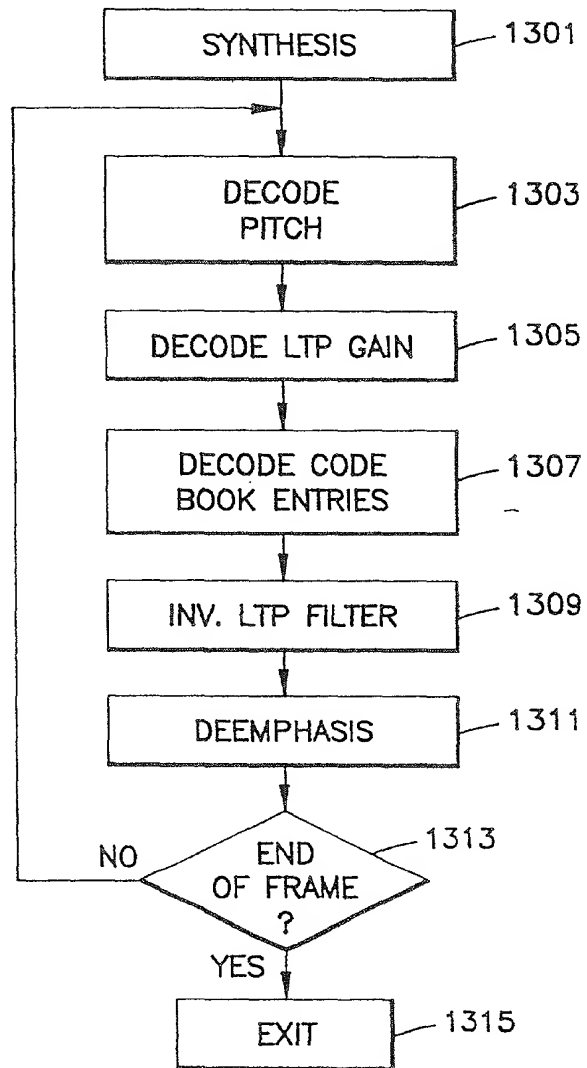 SYNTHESIS
1301
DECODE
PITCH
1303
DECODE LTP GAIN
1305
DECODE CODE
BOOK ENTRIES
1307
INV. LTP FILTER
1309
DEEMPHASIS
1311
END
OF FRAME
?
1313
NO
YES
EXIT
1315